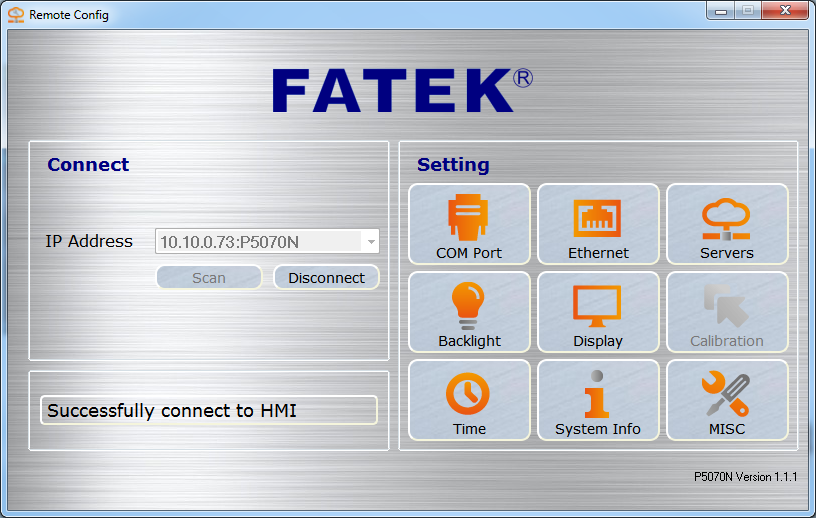 Remote Config
FATEK®
Connect
IP Address
10.10.0.73:P5070N
Scan
Disconnect
Successfully connect to HMI
Setting
COM Port
Ethernet
Servers
Backlight
Display
Calibration
Time
System Info
MISC
P5070N Version 1.1.1